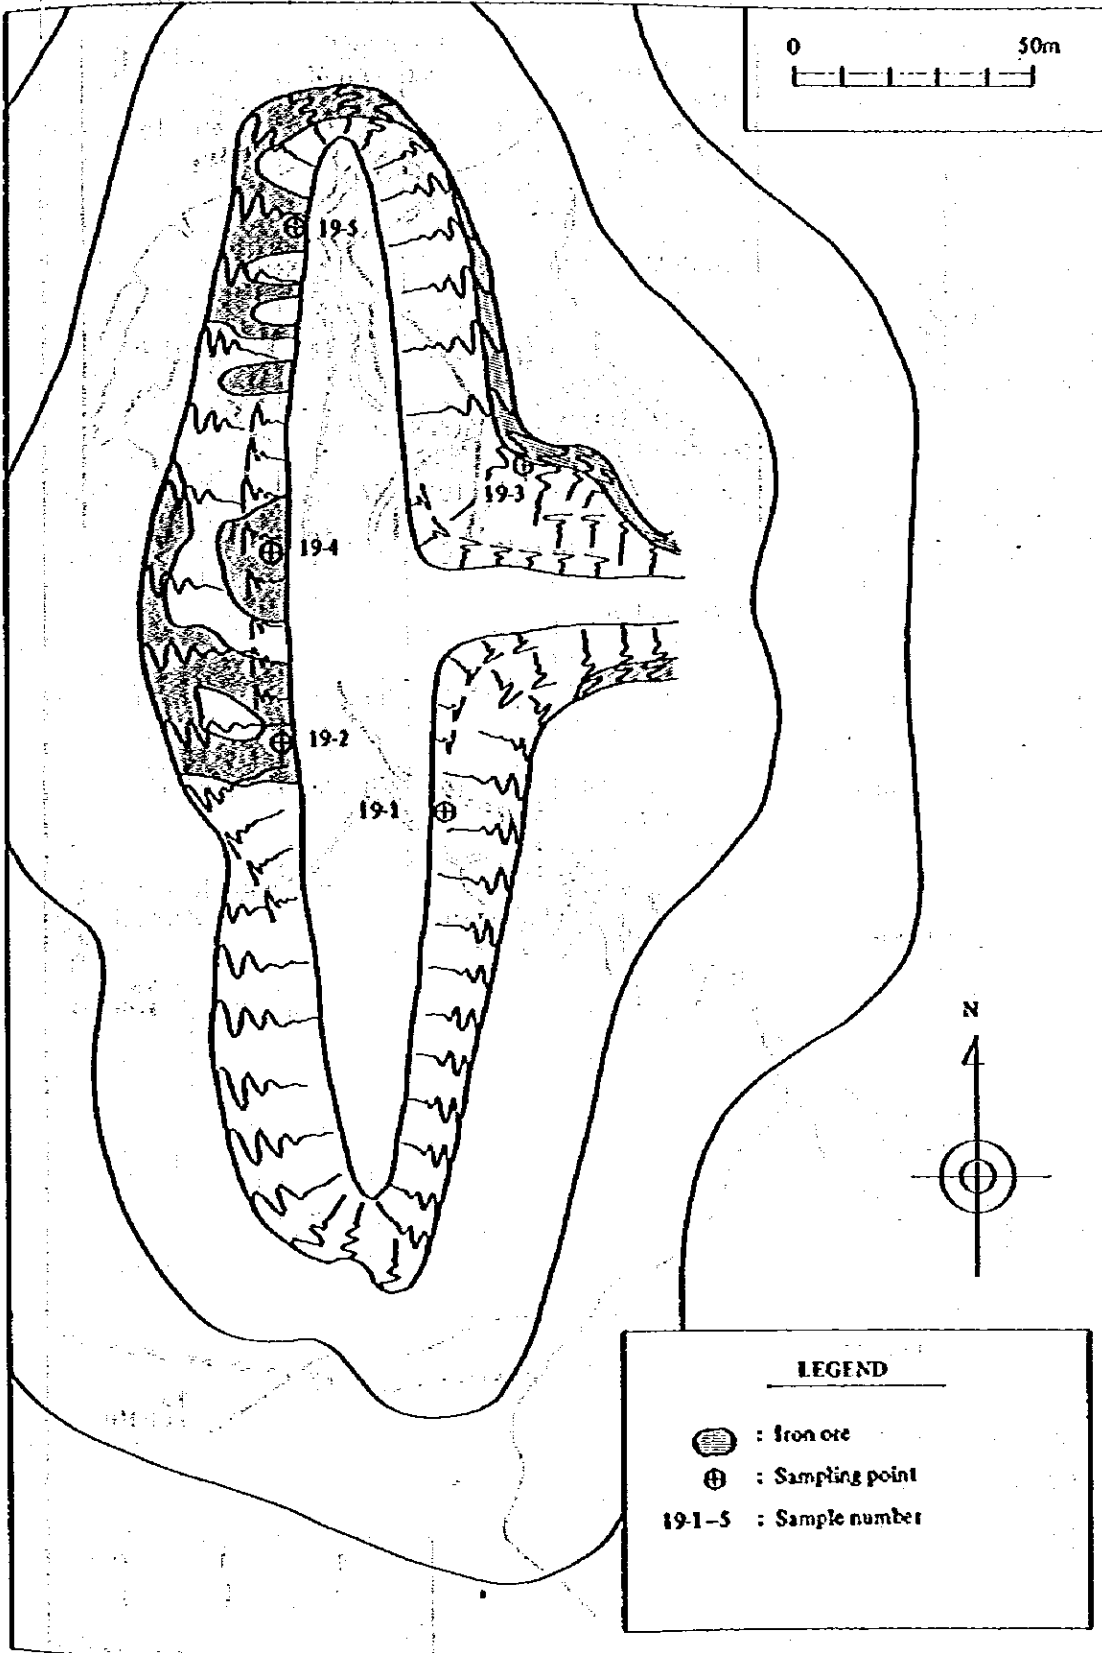 0 50m
19-5
19-3
19-4
19-2
19-1
N
LEGEND
: Iron ore
: Sampling point
19-1–5 : Sample number